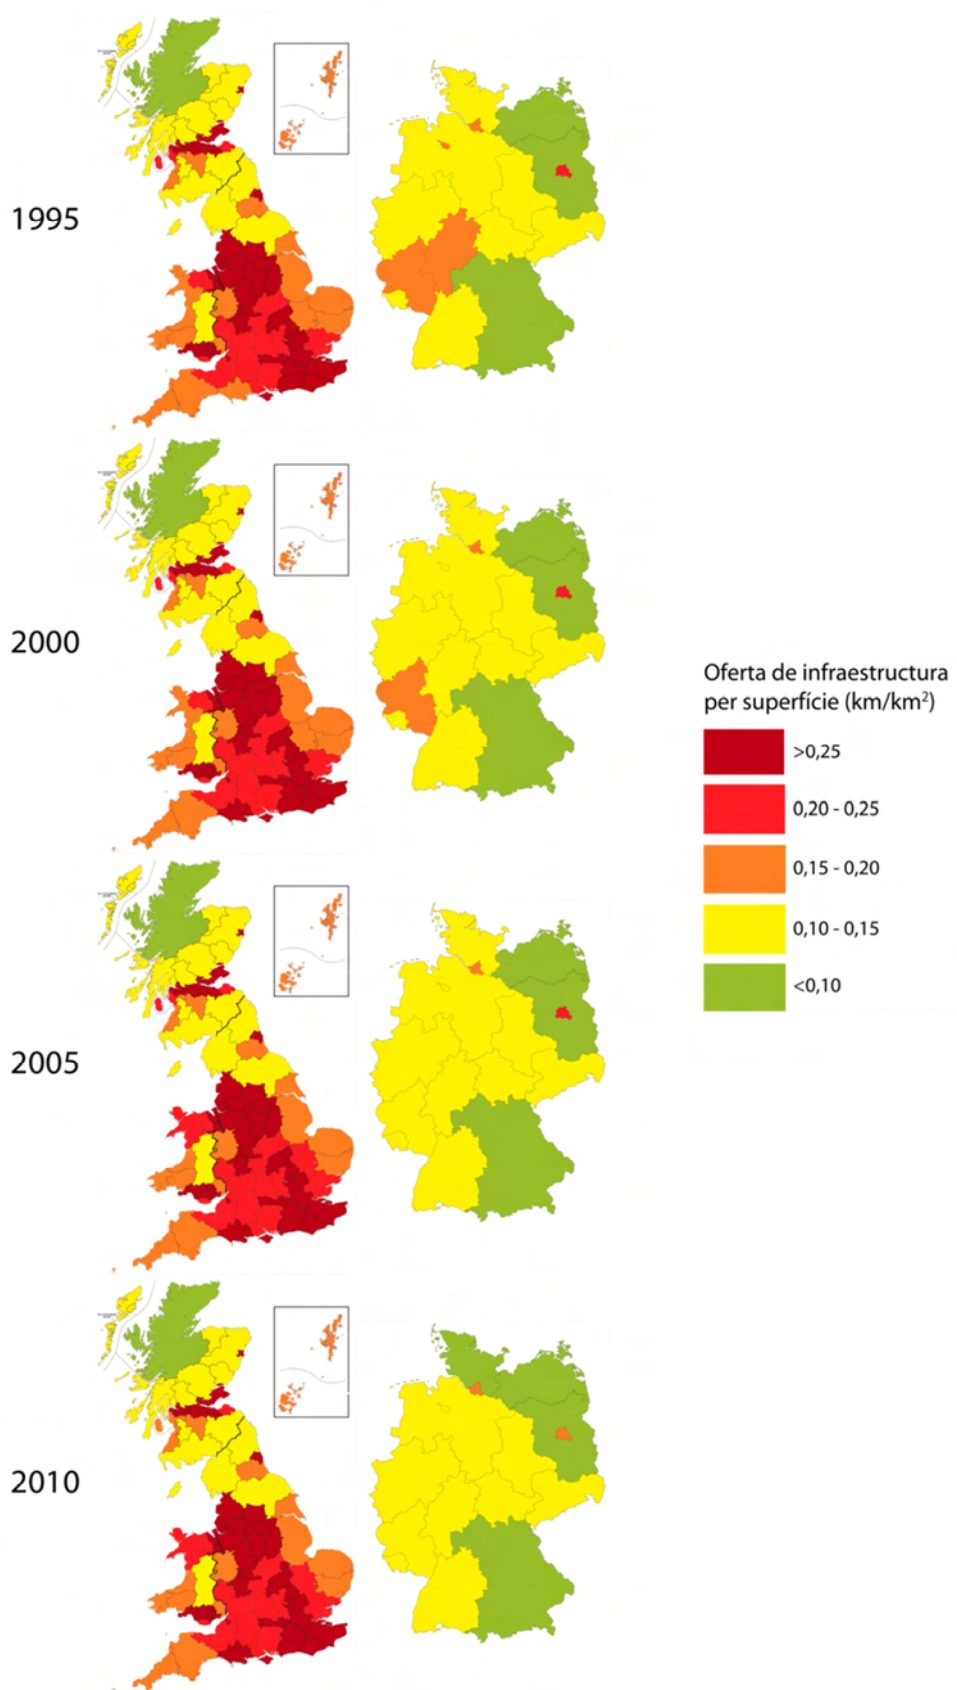 1995
2000
2005
2010
Oferta de infraestructura
per superfície (km/km²)
>0,25
0,20 - 0,25
0,15 - 0,20
0,10 - 0,15
<0,10